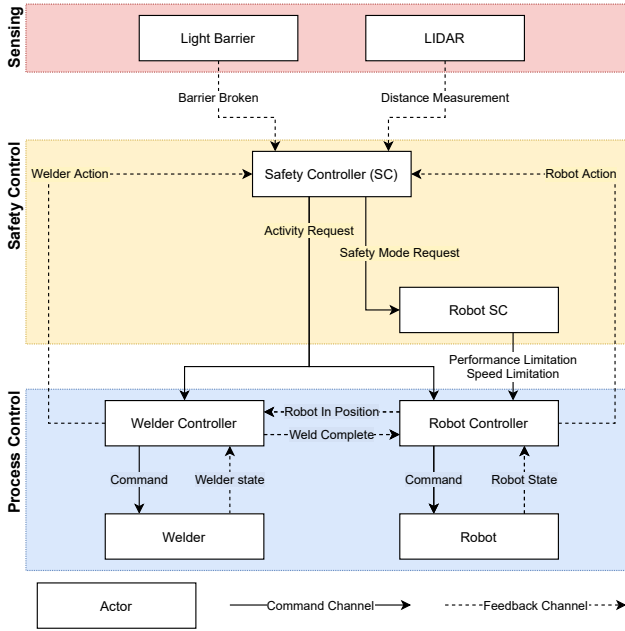 Sensing
Light Barrier
LIDAR
Barrier Broken
Distance Measurement
Safety Control
Welder Action
Safety Controller (SC)
Robot Action
Activity Request
Safety Mode Request
Robot SC
Performance Limitation
Speed Limitation
Process Control
Welder Controller
Robot In Position
Weld Complete
Robot Controller
Command
Welder state
Command
Robot State
Welder
Robot
Actor
Command Channel
Feedback Channel